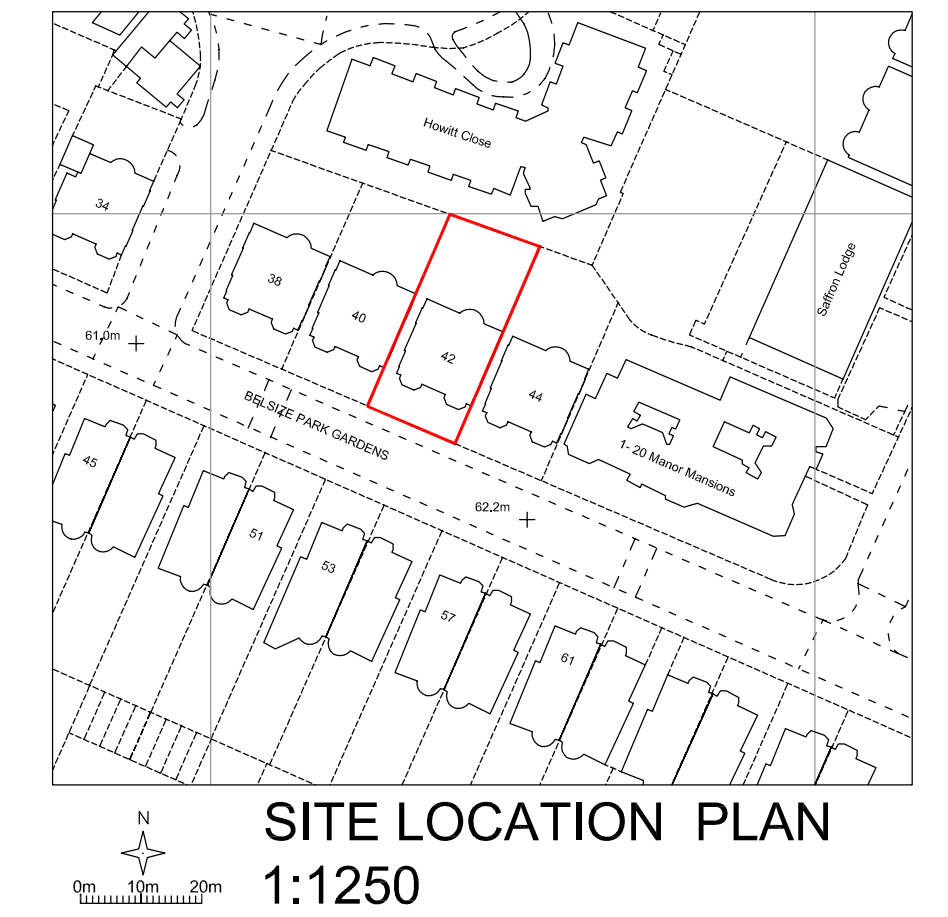 Howitt Close
34
Saffron Lodge
38
40
61.0m
42
44
BELSIZE PARK GARDENS
1-20 Manor Mansions
45
62.2m
51
53
57
61
N
SITE LOCATION PLAN
0m 10m 20m
1:1250